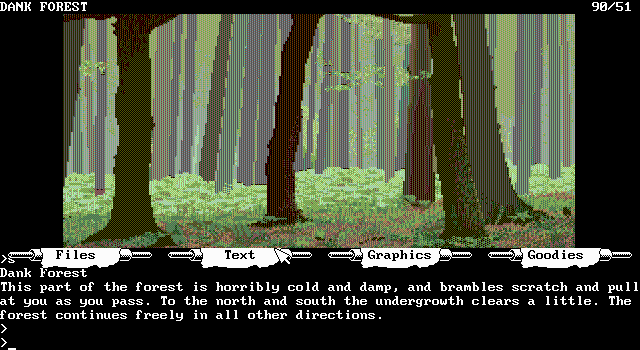 DANK FOREST 90/51
>s
Files Text Graphics Goodies
Dank Forest
This part of the forest is horribly cold and damp, and brambles scratch and pull
at you as you pass. To the north and south the undergrowth clears a little. The
forest continues freely in all other directions.
>
>_